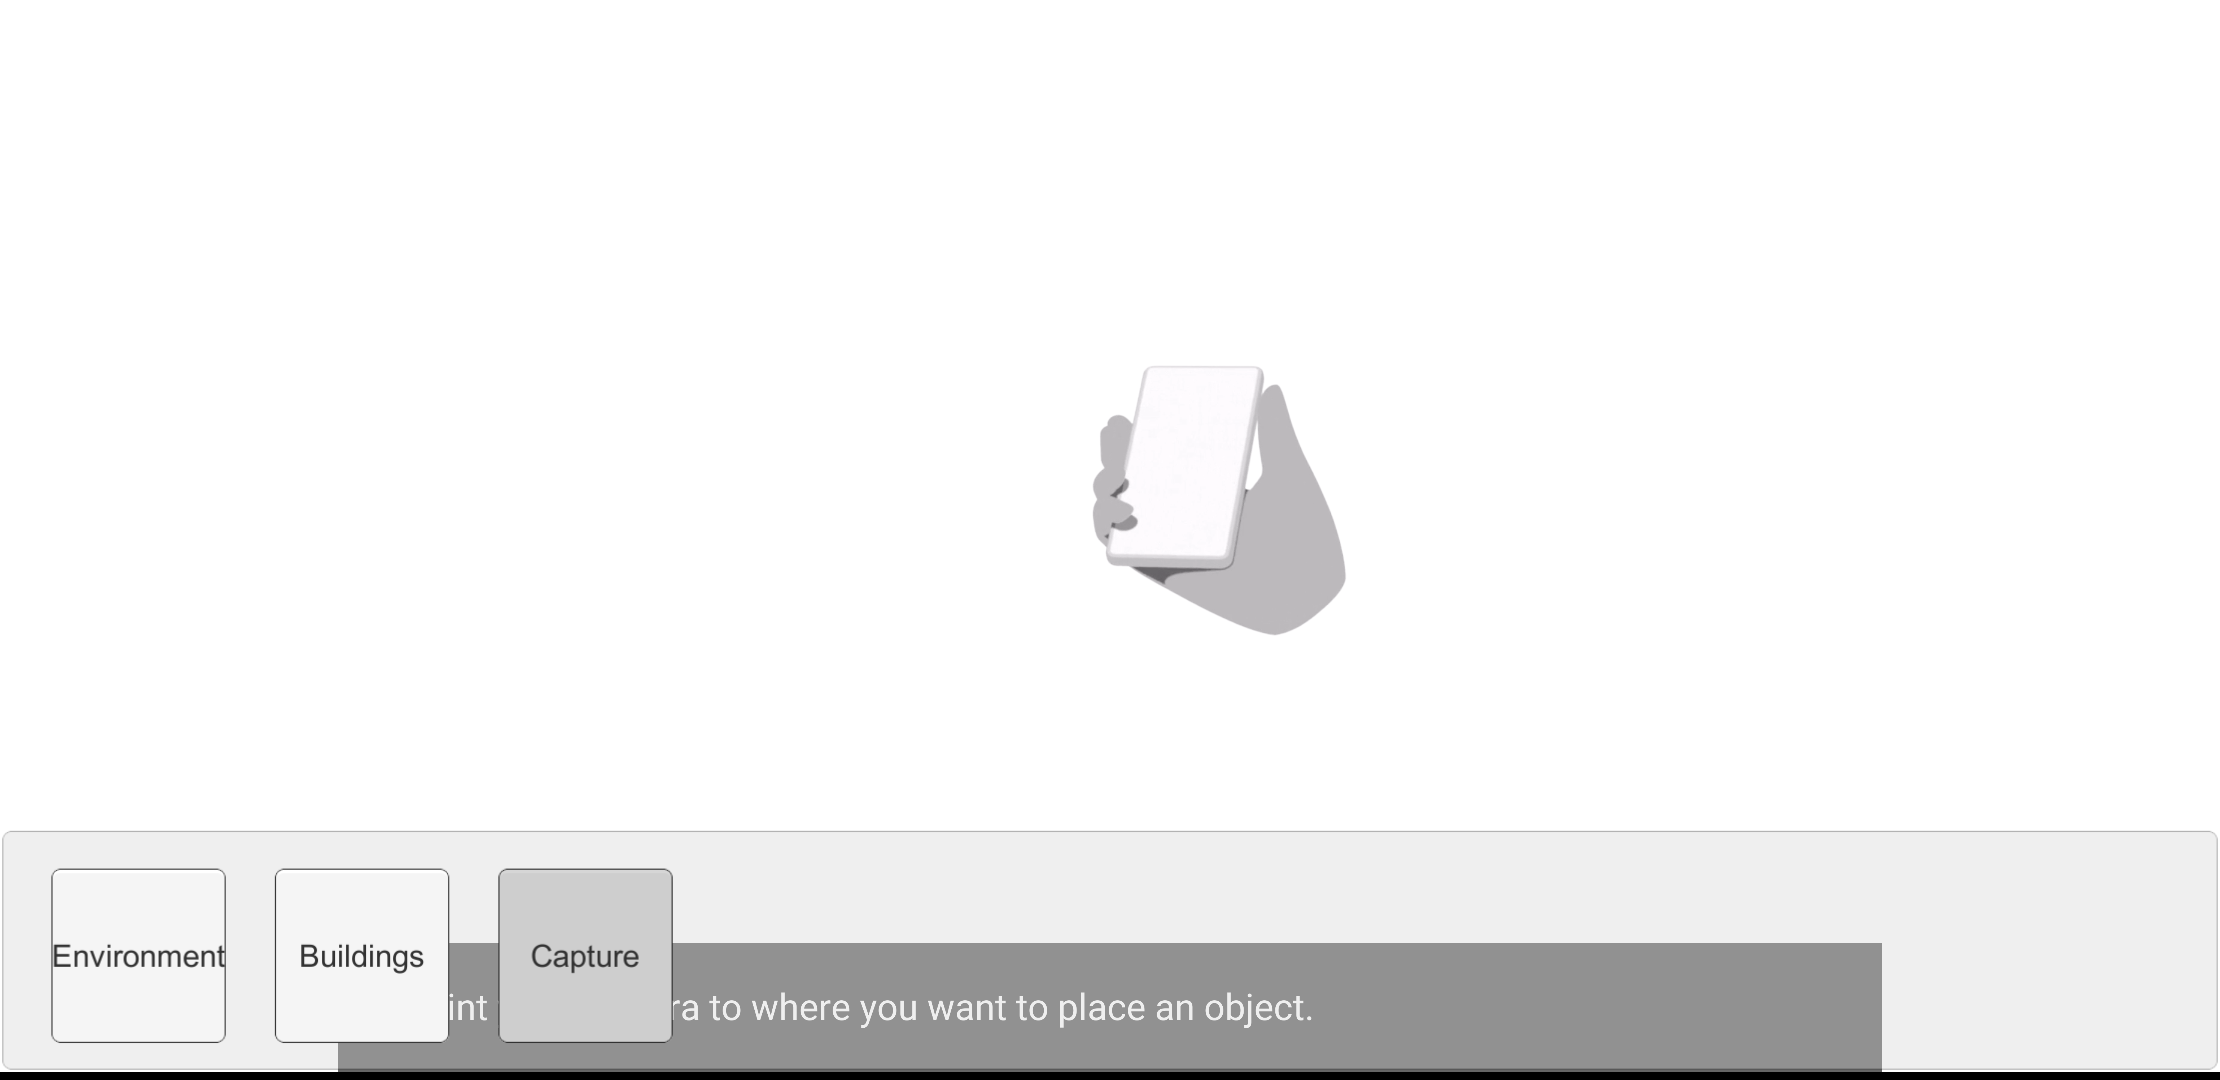 Environment
Buildings
Capture
int ra to where you want to place an object.